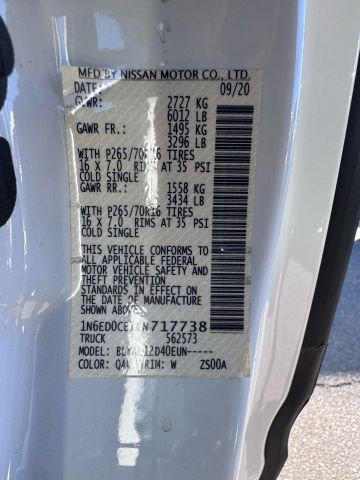 MFD BY NISSAN MOTOR CO., LTD.
DATE: 09/20
GVWR: 2727 KG
6012 LB
GAWR FR: 1495 KG
3296 LB
WITH P265/70R16 TIRES
16 X 7.0 RIMS AT 35 PSI
COLD SINGLE
GAWR RR: 1558 KG
3434 LB
WITH P265/70R16 TIRES
16 X 7.0 RIMS AT 35 PSI
COLD SINGLE
THIS VEHICLE CONFORMS TO
ALL APPLICABLE FEDERAL
MOTOR VEHICLE SAFETY
AND THEFT PREVENTION
STANDARDS IN EFFECT ON
THE DATE OF MANUFACTURE
SHOWN ABOVE.
717738
TRUCK 562573
MODEL:
COLOR: TRIM: W ZS00A